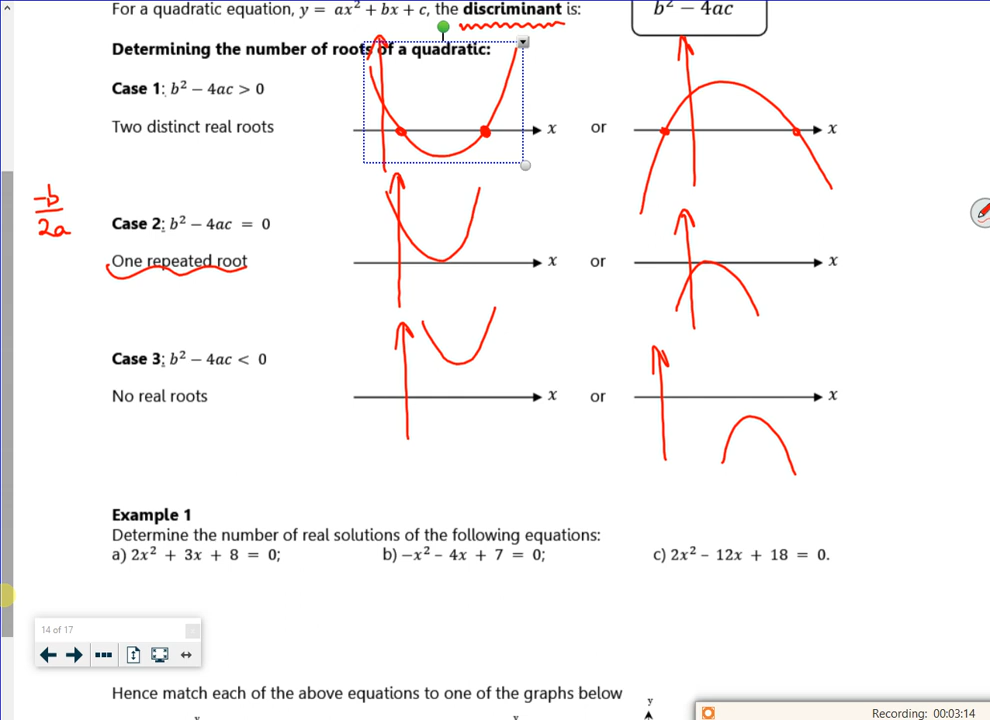 For a quadratic equation, y = ax² + bx + c, the discriminant is:
b² − 4ac
Determining the number of roots of a quadratic:
Case 1: b² − 4ac > 0
Two distinct real roots
x
or
x
-b
2a
Case 2: b² − 4ac = 0
One repeated root
x
or
x
Case 3: b² − 4ac < 0
No real roots
x
or
x
Example 1
Determine the number of real solutions of the following equations:
a) 2x² + 3x + 8 = 0; b) −x² − 4x + 7 = 0; c) 2x² − 12x + 18 = 0.
14 of 17
Hence match each of the above equations to one of the graphs below
y
Recording: 00:03:14